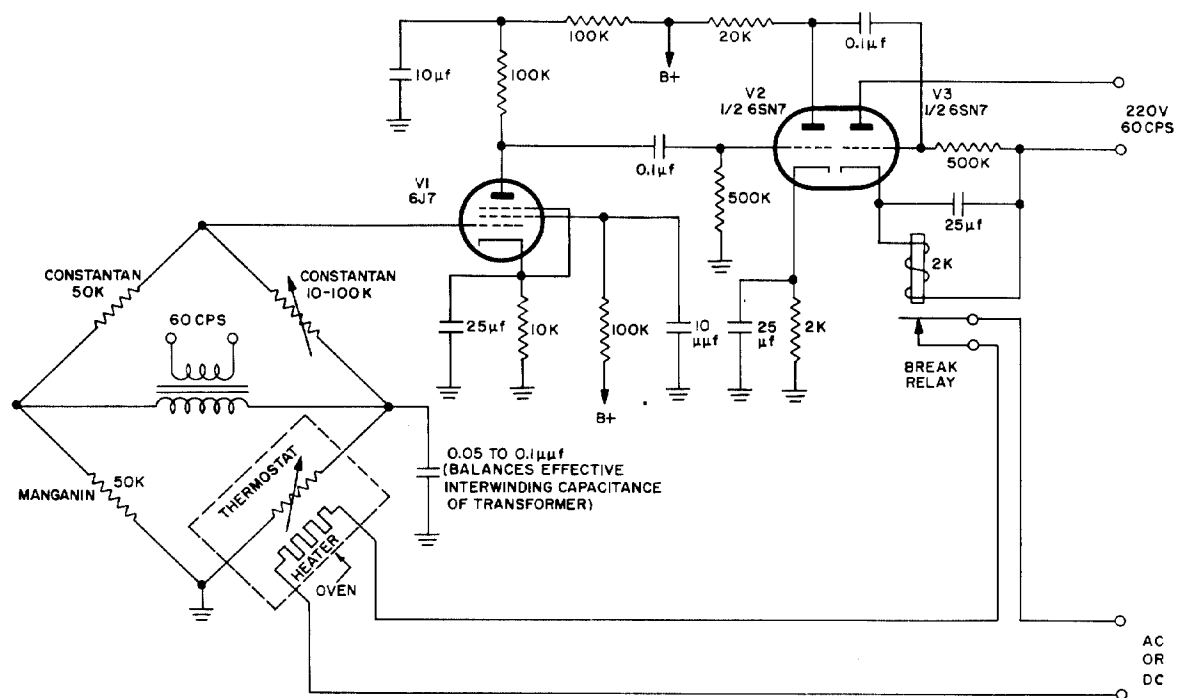 100K
20K
0.1µf
10µf
100K
B+
V2
1/2 6SN7
V3
1/2 6SN7
220V
60CPS
0.1µf
500K
500K
V1
6J7
25µf
2K
CONSTANTAN
50K
CONSTANTAN
10-100K
60CPS
25µf
10K
100K
10
µµf
25
µf
2K
BREAK
RELAY
B+
MANGANIN
50K
THERMOSTAT
HEATER
OVEN
0.05 TO 0.1µµf
(BALANCES EFFECTIVE
INTERWINDING CAPACITANCE
OF TRANSFORMER)
AC
OR
DC